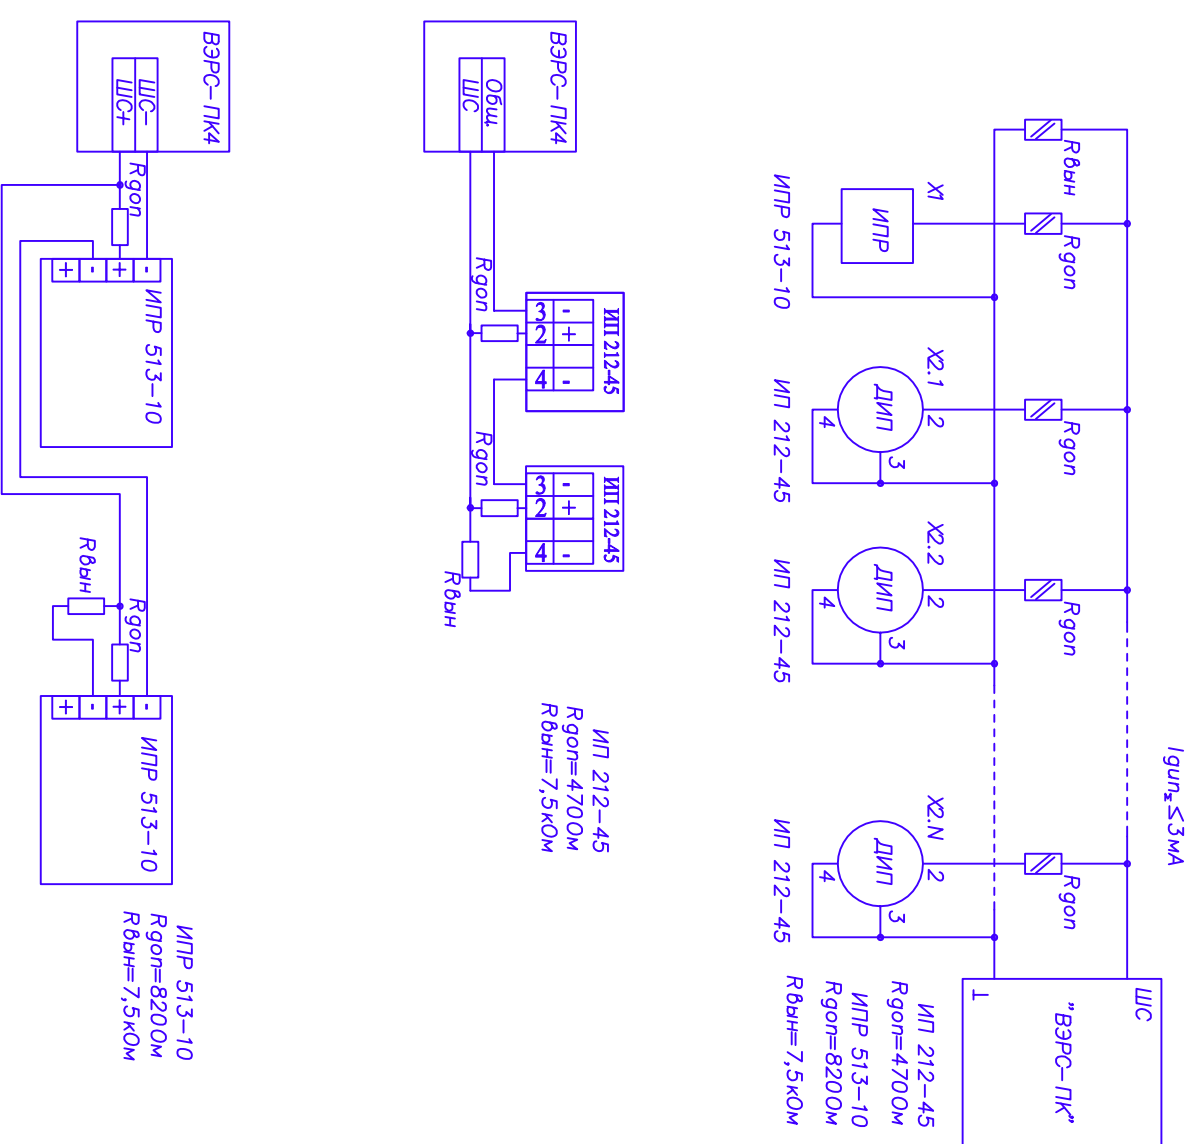 Rвын
Rдоп
Rдоп
Rдоп
Rдоп
X1
ИПР
ИПР 513-10
X2.1
ДИП
2
3
4
ИП 212-45
X2.2
ДИП
2
3
4
ИП 212-45
X2.N
ДИП
2
3
4
ИП 212-45
Iдип ≤3мА
ШС
⊥
"ВЭРС-ПК"
ИП 212-45
Rдоп=470Ом
ИПР 513-10
Rдоп=820Ом
Rвын=7,5кОм
ВЭРС-ПК4
Общ.
ШС
Rдоп
ИП 212-45
3 -
2 +
4 -
Rдоп
ИП 212-45
3 -
2 +
4 -
Rвын
ИП 212-45
Rдоп=470Ом
Rвын=7,5кОм
ВЭРС-ПК4
ШС-
ШС+
Rдоп
+ - + -
ИПР 513-10
Rвын
Rдоп
+ - + -
ИПР 513-10
ИПР 513-10
Rдоп=820Ом
Rвын=7,5кОм